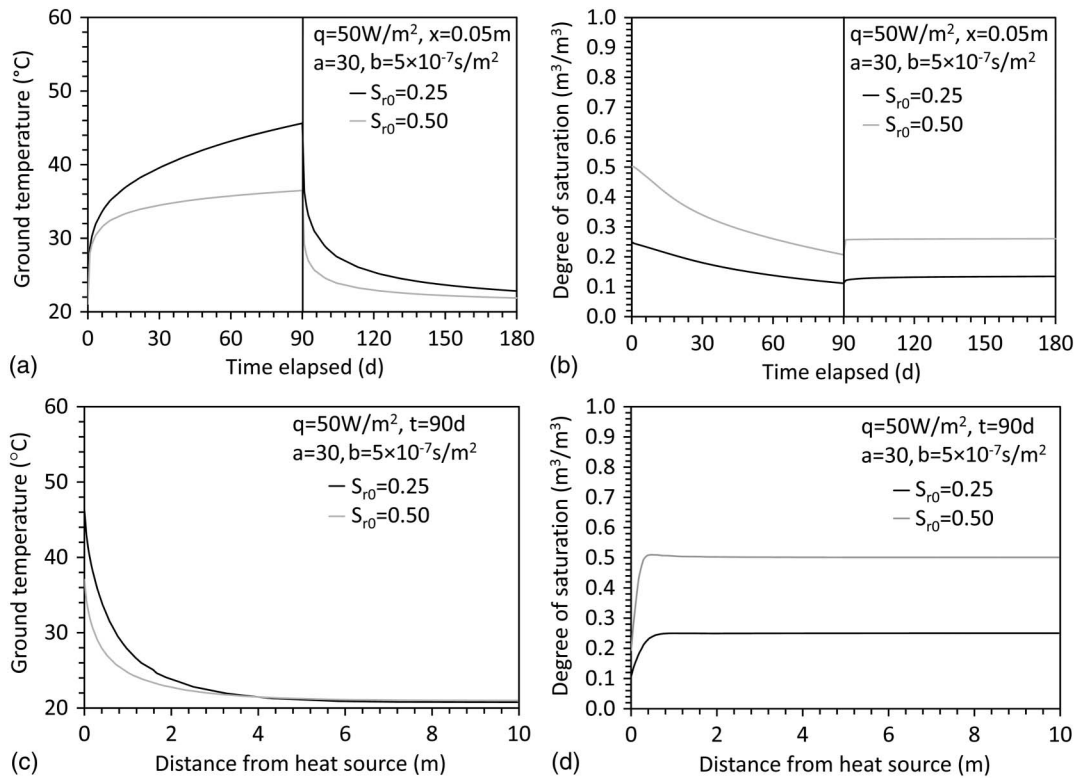 60
50
40
30
20
Ground temperature (°C)
q=50W/m², x=0.05m
a=30, b=5×10⁻⁷s/m²
S_r0=0.25
S_r0=0.50
0 30 60 90 120 150 180
(a) Time elapsed (d)
1.0
0.9
0.8
0.7
0.6
0.5
0.4
0.3
0.2
0.1
0.0
Degree of saturation (m³/m³)
q=50W/m², x=0.05m
a=30, b=5×10⁻⁷s/m²
S_r0=0.25
S_r0=0.50
0 30 60 90 120 150 180
(b) Time elapsed (d)
60
50
40
30
20
Ground temperature (°C)
q=50W/m², t=90d
a=30, b=5×10⁻⁷s/m²
S_r0=0.25
S_r0=0.50
0 2 4 6 8 10
(c) Distance from heat source (m)
1.0
0.9
0.8
0.7
0.6
0.5
0.4
0.3
0.2
0.1
0.0
Degree of saturation (m³/m³)
q=50W/m², t=90d
a=30, b=5×10⁻⁷s/m²
S_r0=0.25
S_r0=0.50
0 2 4 6 8 10
(d) Distance from heat source (m)